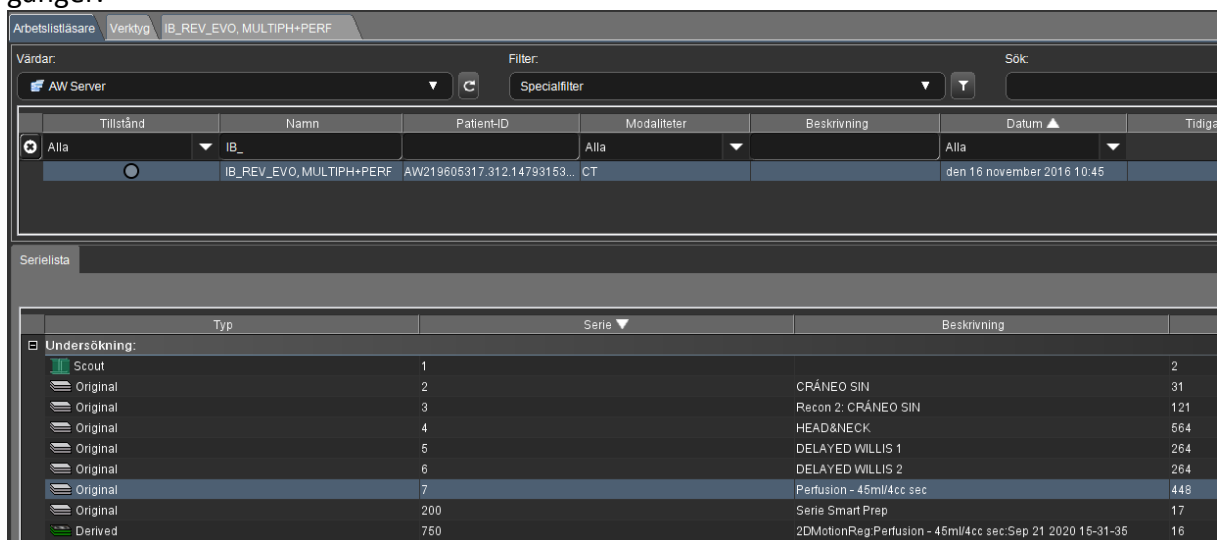 gånger.
Arbetslistläsare Verktyg IB_REV_EVO, MULTIPH+PERF
Värdar: Filter: Sök:
AW Server Specialfilter
Tillstånd Namn Patient-ID Modaliteter Beskrivning Datum Tidiga
Alla IB_ Alla Alla
IB_REV_EVO, MULTIPH+PERF AW219605317.312.14793153... CT den 16 november 2016 10:45
Serielista
Typ Serie Beskrivning
Undersökning:
Scout 1 2
Original 2 CRÁNEO SIN 31
Original 3 Recon 2: CRÁNEO SIN 121
Original 4 HEAD&NECK 564
Original 5 DELAYED WILLIS 1 264
Original 6 DELAYED WILLIS 2 264
Original 7 Perfusion - 45ml/4cc sec 448
Original 200 Serie Smart Prep 17
Derived 750 2DMotionReg:Perfusion - 45ml/4cc sec:Sep 21 2020 15-31-35 16